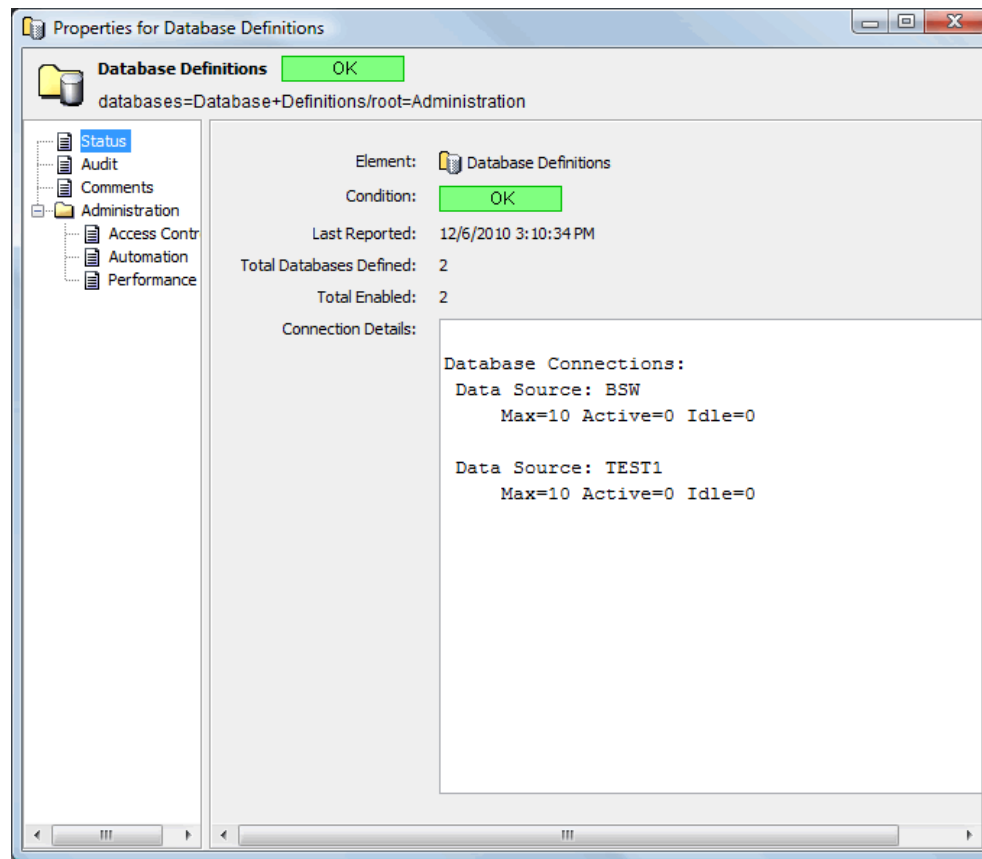 Properties for Database Definitions
Database Definitions OK
databases=Database+Definitions/root=Administration
Status
Audit
Comments
Administration
Access Contr
Automation
Performance
Element: Database Definitions
Condition: OK
Last Reported: 12/6/2010 3:10:34 PM
Total Databases Defined: 2
Total Enabled: 2
Connection Details:
Database Connections:
Data Source: BSW
Max=10 Active=0 Idle=0
Data Source: TEST1
Max=10 Active=0 Idle=0